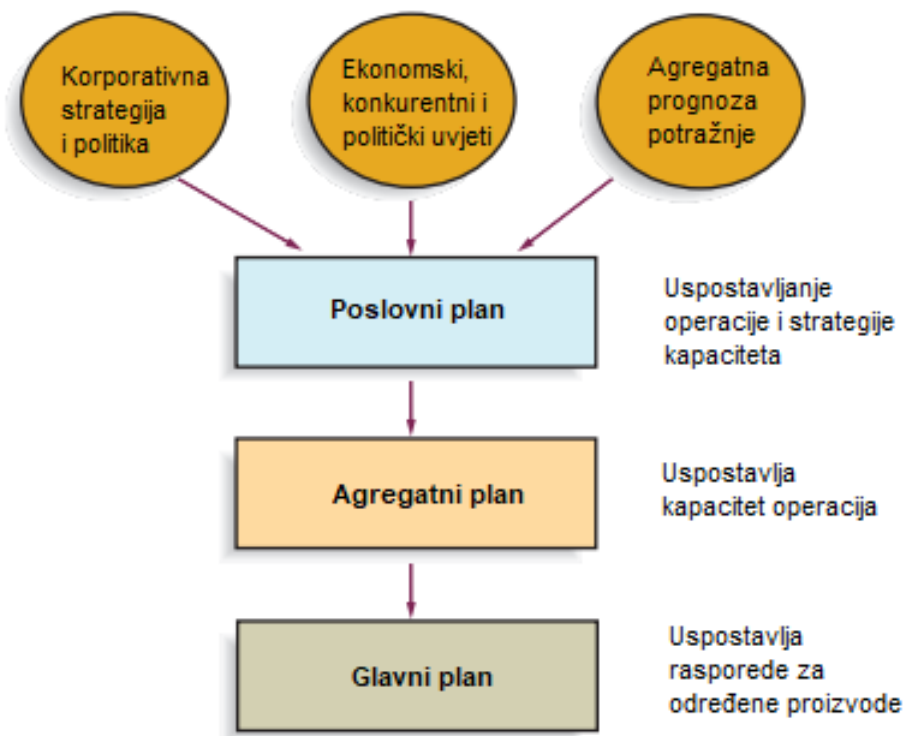 Korporativna
strategija
i politika
Ekonomski,
konkurentni i
politički uvjeti
Agregatna
prognoza
potražnje
Poslovni plan
Uspostavljanje
operacije i strategije
kapaciteta
Agregatni plan
Uspostavlja
kapacitet operacija
Glavni plan
Uspostavlja
rasporede za
određene proizvode